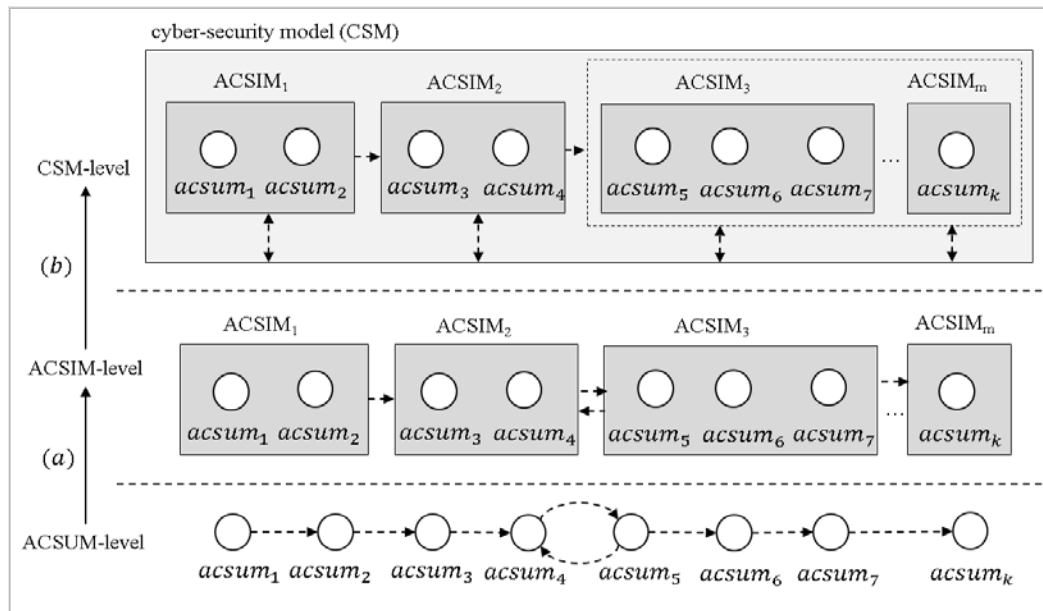 cyber-security model (CSM)
ACSIM₁ ACSIM₂ ACSIM₃ ACSIMₘ
CSM-level
acsum₁ acsum₂ acsum₃ acsum₄ acsum₅ acsum₆ acsum₇ ... acsumₖ
(b)
ACSIM₁ ACSIM₂ ACSIM₃ ACSIMₘ
ACSIM-level
acsum₁ acsum₂ acsum₃ acsum₄ acsum₅ acsum₆ acsum₇ ... acsumₖ
(a)
ACSUM-level
acsum₁ acsum₂ acsum₃ acsum₄ acsum₅ acsum₆ acsum₇ acsumₖ